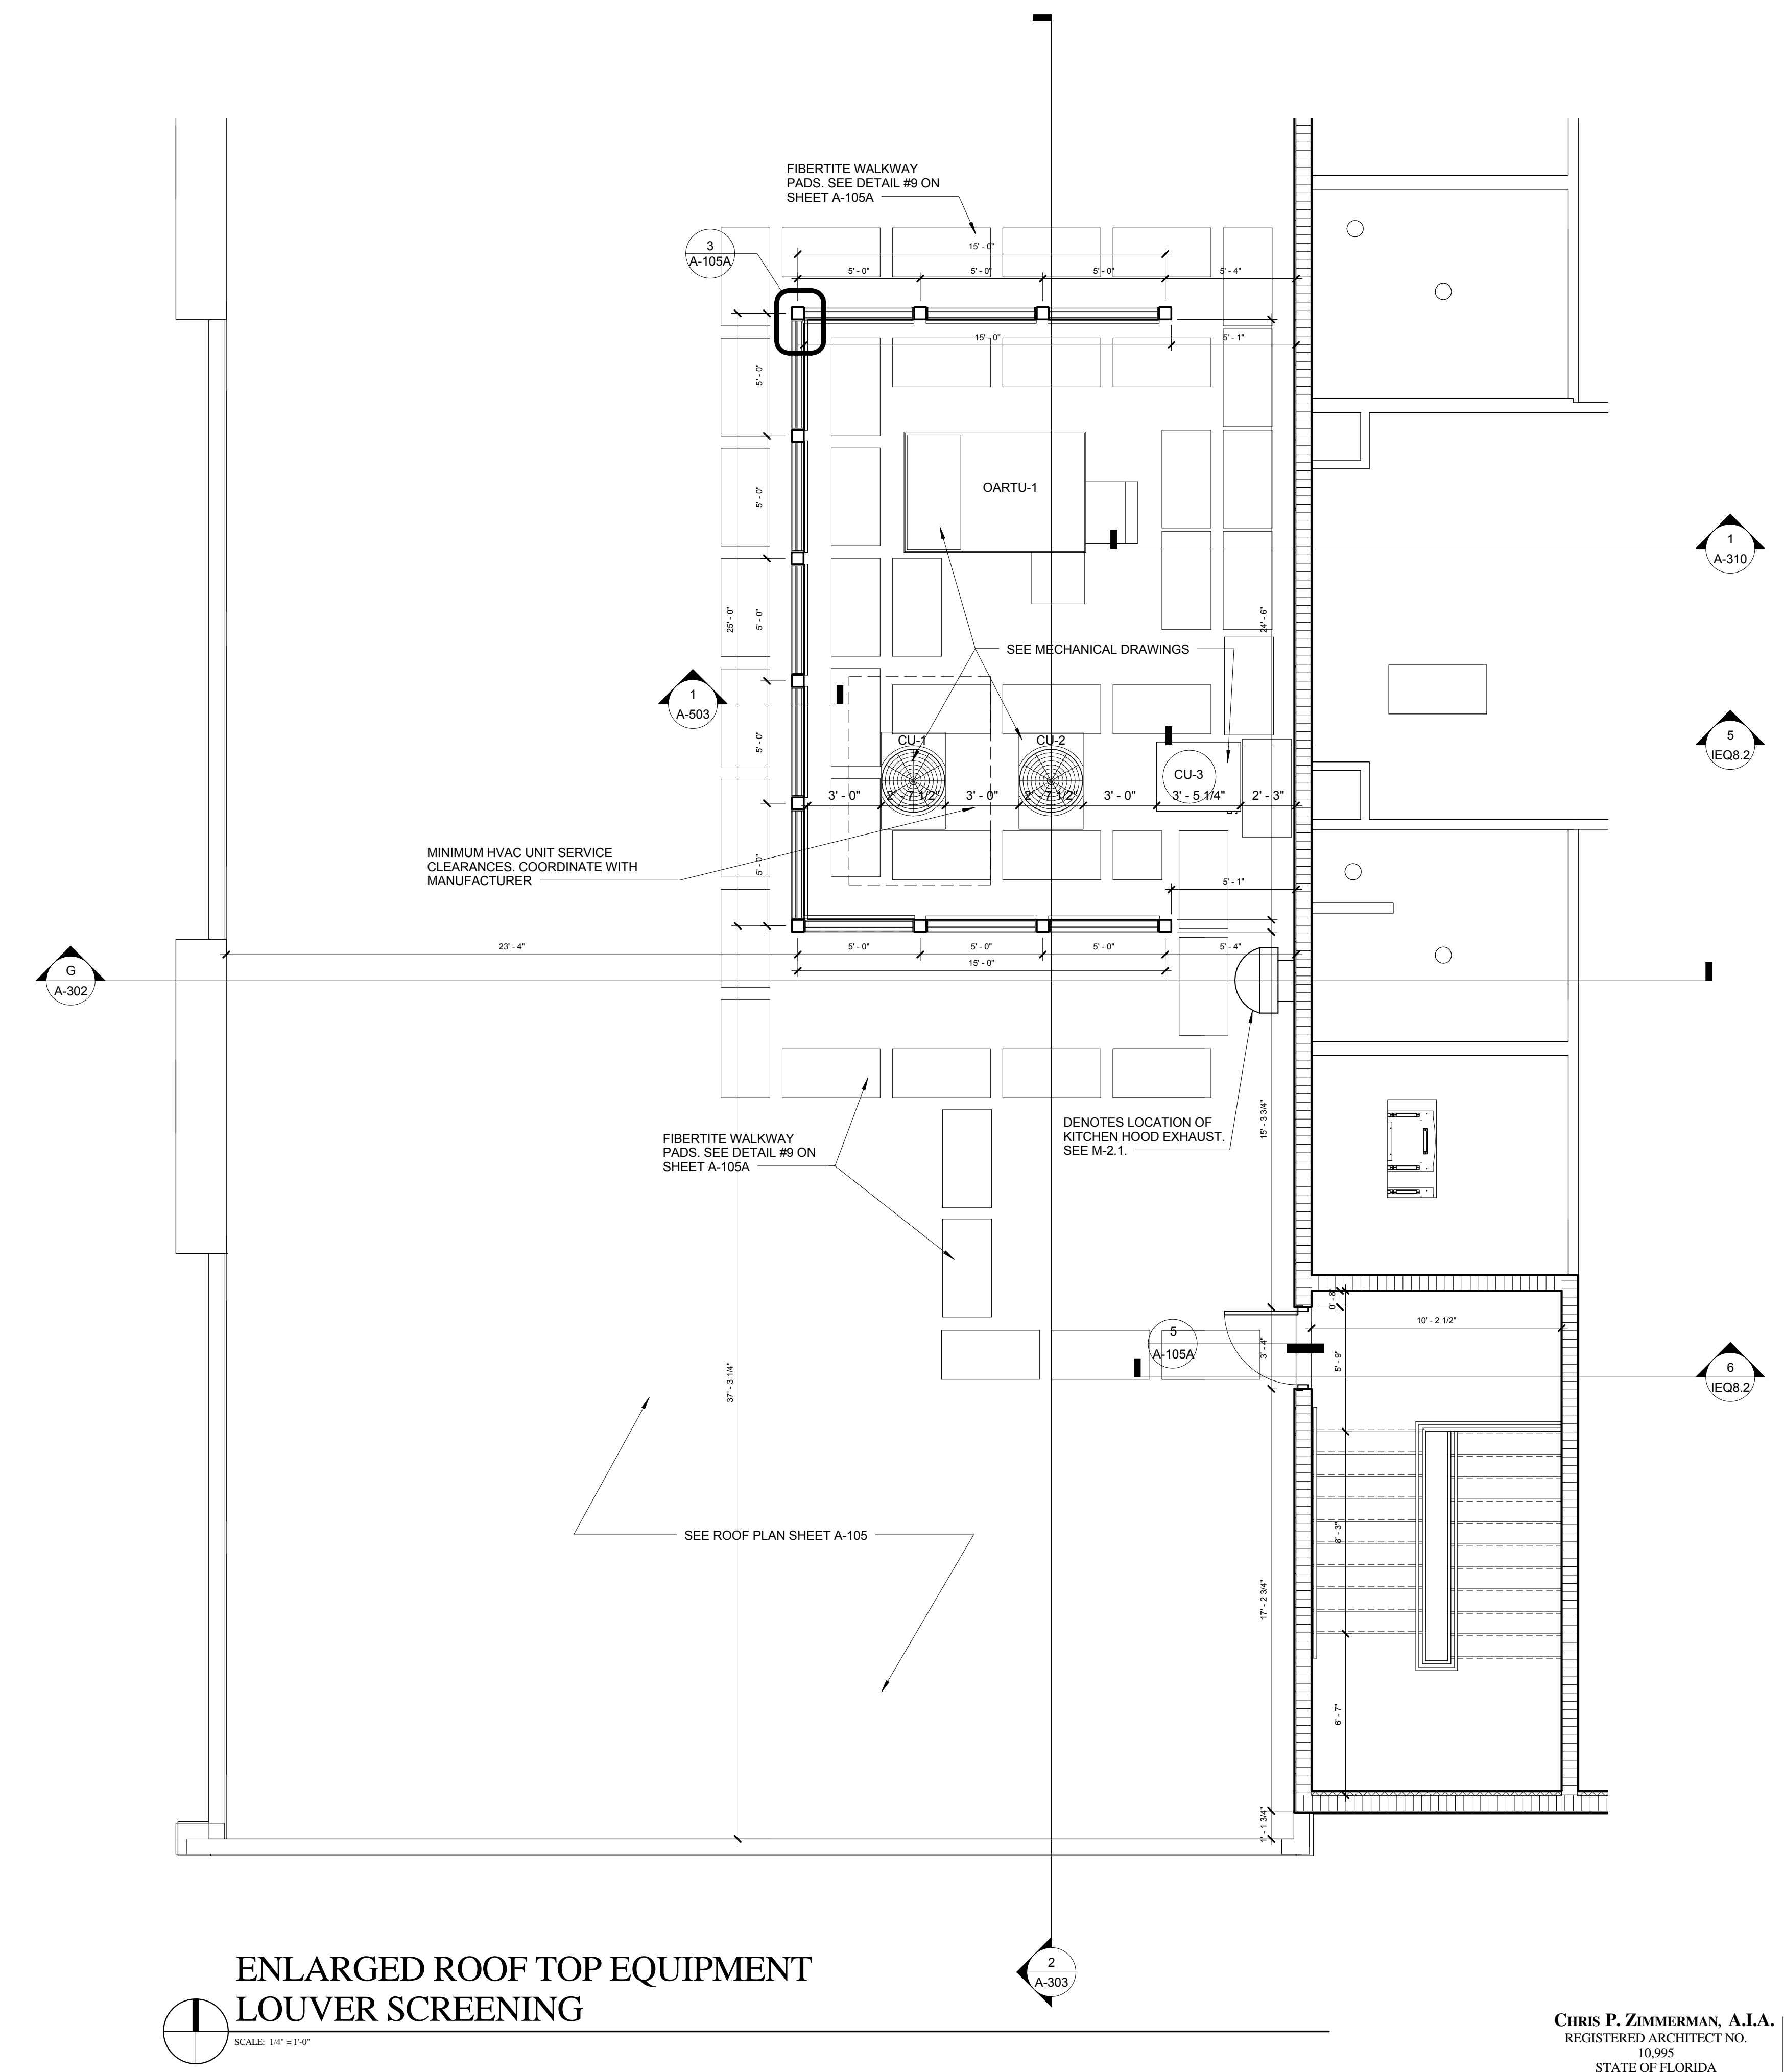 FIBERTITE WALKWAY
PADS. SEE DETAIL #9 ON
SHEET A-105A
3
A-105A
15' - 0"
5' - 0"
5' - 0"
5' - 0"
5' - 4"
15' - 0"
5' - 1"
5' - 0"
5' - 0"
OARTU-1
1
A-310
25' - 0"
5' - 0"
24' - 6"
SEE MECHANICAL DRAWINGS
1
A-503
5' - 0"
CU-1
CU-2
CU-3
5
IEQ8.2
3' - 0"
2' - 7 1/2"
3' - 0"
2' - 7 1/2"
3' - 0"
3' - 5 1/4"
2' - 3"
MINIMUM HVAC UNIT SERVICE
CLEARANCES. COORDINATE WITH
MANUFACTURER
5' - 0"
5' - 1"
23' - 4"
5' - 0"
5' - 0"
5' - 0"
5' - 4"
15' - 0"
G
A-302
DENOTES LOCATION OF
KITCHEN HOOD EXHAUST.
SEE M-2.1.
15' - 3 3/4"
FIBERTITE WALKWAY
PADS. SEE DETAIL #9 ON
SHEET A-105A
0' - 8"
10' - 2 1/2"
5
A-105A
3' - 4"
5' - 9"
37' - 3 1/4"
6
IEQ8.2
SEE ROOF PLAN SHEET A-105
8' - 3"
17' - 2 3/4"
6' - 7"
1' - 1 3/4"
ENLARGED ROOF TOP EQUIPMENT
LOUVER SCREENING
SCALE: 1/4" = 1'-0"
2
A-303
CHRIS P. ZIMMERMAN, A.I.A.
REGISTERED ARCHITECT NO.
10,995
STATE OF FLORIDA